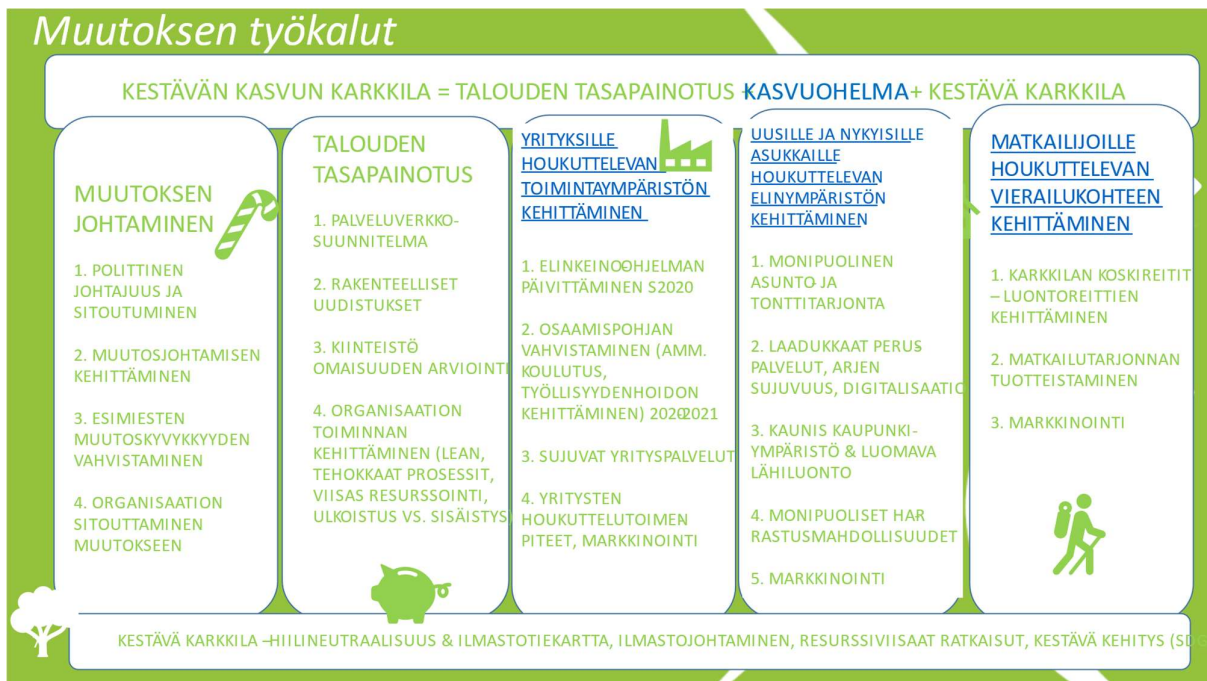 Muutoksen työkalut
KESTÄVÄN KASVUN KARKKILA = TALOUDEN TASAPAINOTUS +KASVUOHELMA+ KESTÄVÄ KARKKILA
MUUTOKSEN
JOHTAMINEN
1. POLITTINEN
JOHTAJUUS JA
SITOUTUMINEN
2. MUUTOSJOHTAMISEN
KEHITTÄMINEN
3. ESIMIESTEN
MUUTOSKYVYKKYYDEN
VAHVISTAMINEN
4. ORGANISAATION
SITOUTTAMINEN
MUUTOKSEEN
TALOUDEN
TASAPAINOTUS
1. PALVELUVERKKO-
SUUNNITELMA
2. RAKENTEELLISET
UUDISTUKSET
3. KIINTEISTÖ-
OMAISUUDEN ARVIOINTI
4. ORGANISAATION
TOIMINNAN
KEHITTÄMINEN (LEAN,
TEHOKKAAT PROSESSIT,
VIISAS RESURSSOINTI,
ULKOISTUS VS. SISÄISTYS)
YRITYKSILLE
HOUKUTTELEVAN
TOIMINTAYMPÄRISTÖN
KEHITTÄMINEN
1. ELINKEINO-OHJELMAN
PÄIVITTÄMINEN S2020
2. OSAAMISPOHJAN
VAHVISTAMINEN (AMM.
KOULUTUS,
TYÖLLISYYDENHOIDON
KEHITTÄMINEN) 2020-2021
3. SUJUVAT YRITYSPALVELUT
4. YRITYSTEN
HOUKUTTELUTOIMEN-
PITEET, MARKKINOINTI
UUSILLE JA NYKYISILLE
ASUKKAILLE
HOUKUTTELEVAN
ELINYMPÄRISTÖN
KEHITTÄMINEN
1. MONIPUOLINEN
ASUNTO- JA
TONTTITARJONTA
2. LAADUKKAAT PERUS-
PALVELUT, ARJEN
SUJUVUUS, DIGITALISAATIO
3. KAUNIS KAUPUNKI-
YMPÄRISTÖ & LUOMAVA
LÄHILUONTO
4. MONIPUOLISET HAR-
RASTUSMAHDOLLISUUDET
5. MARKKINOINTI
MATKAILIJOILLE
HOUKUTTELEVAN
VIERAILUKOHTEEN
KEHITTÄMINEN
1. KARKKILAN KOSKIREITIT
– LUONTOREITTIEN
KEHITTÄMINEN
2. MATKAILUTARJONNAN
TUOTTEISTAMINEN
3. MARKKINOINTI
KESTÄVÄ KARKKILA –HIILINEUTRAALISUUS & ILMASTOTIEKARTTA, ILMASTOJOHTAMINEN, RESURSSIVIISAAT RATKAISUT, KESTÄVÄ KEHITYS (SDG